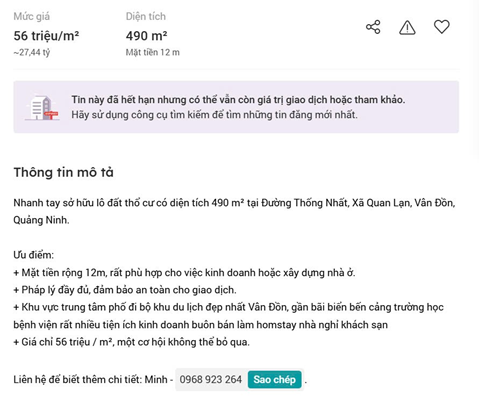 Mức giá
Diện tích
56 triệu/m²
490 m²
~27,44 tỷ
Mặt tiền 12 m
Tin này đã hết hạn nhưng có thể vẫn còn giá trị giao dịch hoặc tham khảo.
Hãy sử dụng công cụ tìm kiếm để tìm những tin đăng mới nhất.
Thông tin mô tả
Nhanh tay sở hữu lô đất thổ cư có diện tích 490 m² tại Đường Thống Nhất, Xã Quan Lạn, Vân Đồn,
Quảng Ninh.
Ưu điểm:
+ Mặt tiền rộng 12m, rất phù hợp cho việc kinh doanh hoặc xây dựng nhà ở.
+ Pháp lý đầy đủ, đảm bảo an toàn cho giao dịch.
+ Khu vực trung tâm phố đi bộ khu du lịch đẹp nhất Vân Đồn, gần bãi biển bến cảng trường học
bệnh viện rất nhiều tiện ích kinh doanh buôn bán làm homstay nhà nghỉ khách sạn
+ Giá chỉ 56 triệu / m², một cơ hội không thể bỏ qua.
Liên hệ để biết thêm chi tiết: Minh - 0968 923 264 Sao chép .